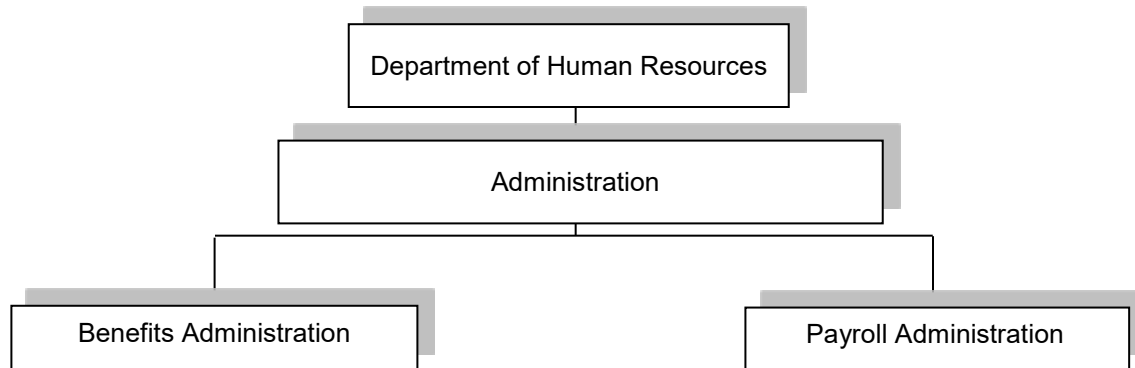 Department of Human Resources
Administration
Benefits Administration
Payroll Administration